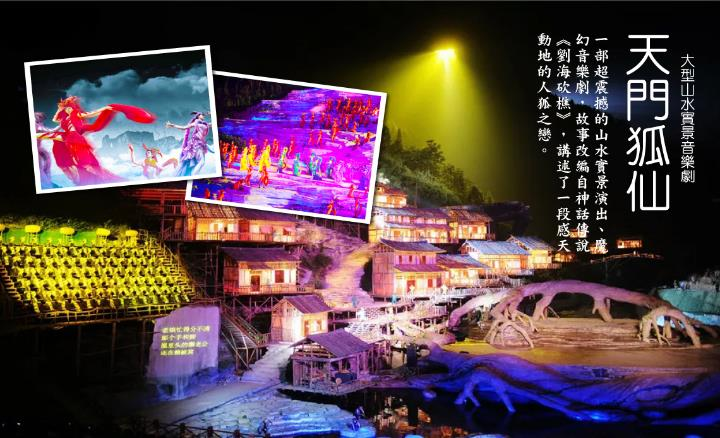 大型山水實景音樂劇
天門狐仙
一部超震撼的山水實景演出、魔
幻音樂劇，故事改編自神話傳說
《劉海砍樵》，講述了一段感天
動地的人狐之戀。